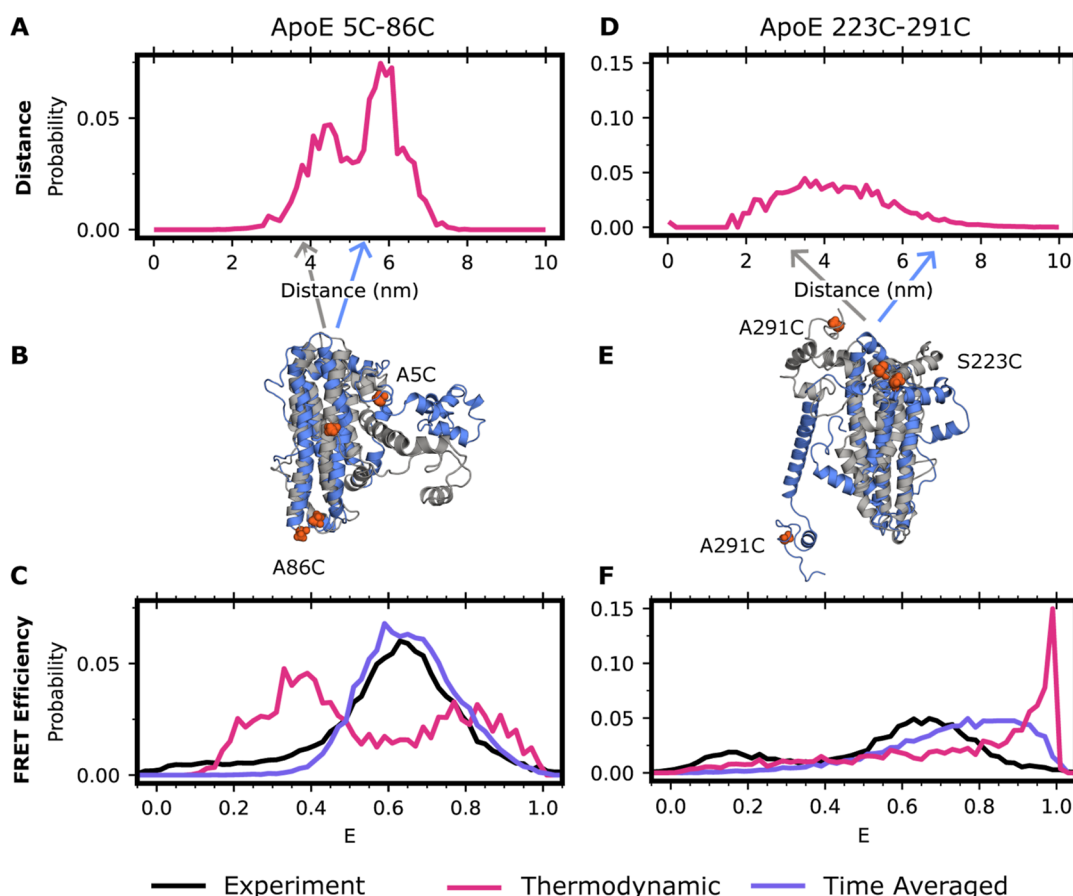 A
ApoE 5C-86C
Distance
Probability
0.05
0.00
0 2 4 6 8 10
Distance (nm)
B
A5C
A86C
C
FRET Efficiency
Probability
0.05
0.00
0.0 0.2 0.4 0.6 0.8 1.0
E
D
ApoE 223C-291C
0.15
0.10
0.05
0.00
0 2 4 6 8 10
Distance (nm)
E
A291C
S223C
A291C
F
0.15
0.10
0.05
0.00
0.0 0.2 0.4 0.6 0.8 1.0
E
Experiment Thermodynamic Time Averaged